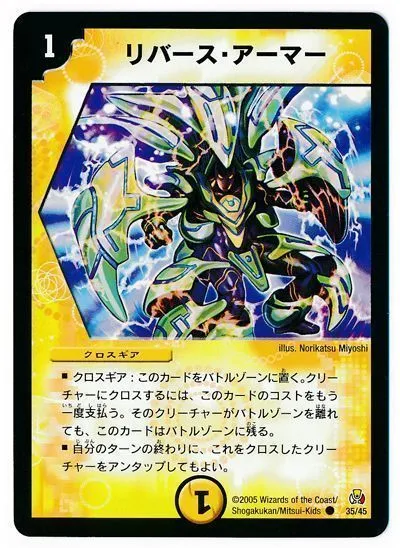 1
リバース・アーマー
illus. Norikatsu Miyoshi
クロスギア
■ クロスギア：このカードをバトルゾーンに置く。クリー
チャーにクロスするには、このカードのコストをもう
一度支払う。そのクリーチャーがバトルゾーンを離れ
ても、このカードはバトルゾーンに残る。
■ 自分のターンの終わりに、これをクロスしたクリー
チャーをアンタップしてもよい。
1
©2005 Wizards of the Coast/
Shogakukan/Mitsui-Kids ● 35/45